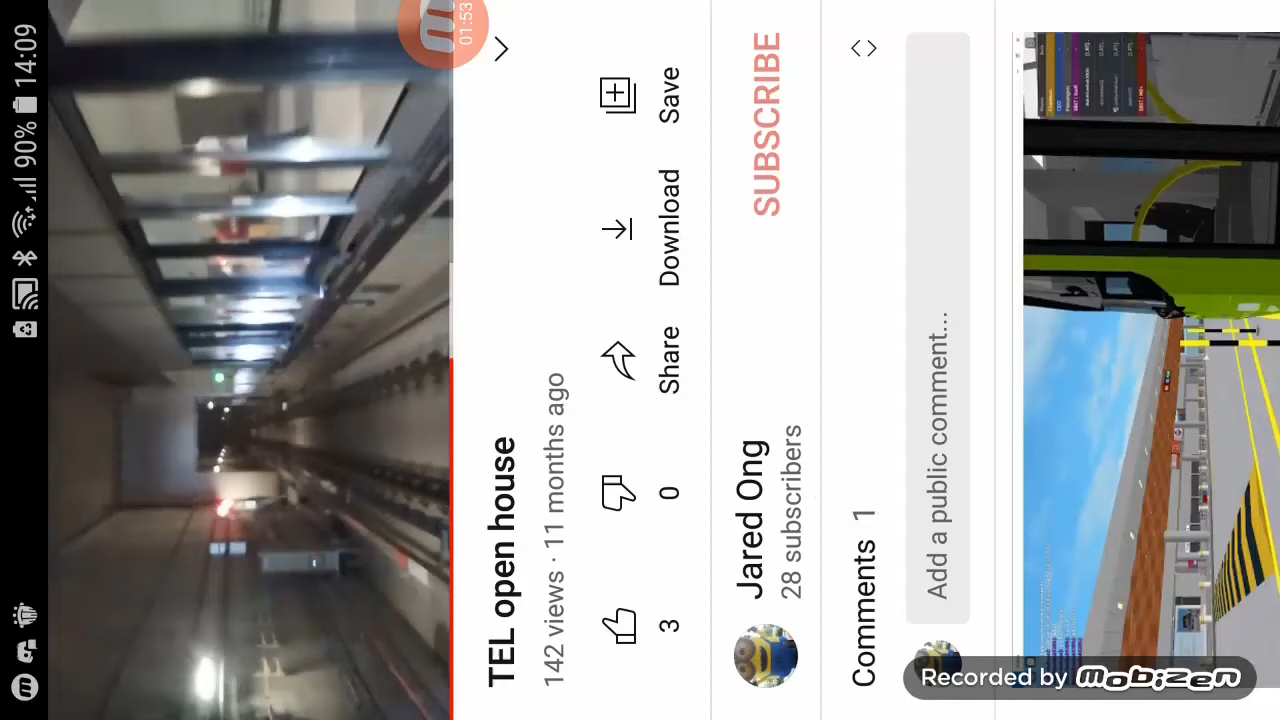 90% 14:09
01:53
TEL open house
142 views · 11 months ago
3
0
Share
Download
Save
Jared Ong
28 subscribers
SUBSCRIBE
Comments 1
Add a public comment...
Recorded by Mobizen